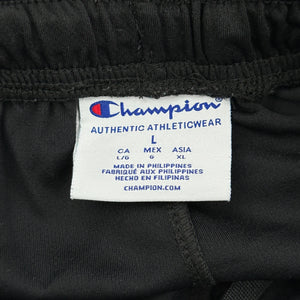 Champion®
AUTHENTIC ATHLETICWEAR
L
CA MEX ASIA
L/G G XL
MADE IN PHILIPPINES
FABRIQUÉ AUX PHILIPPINES
HECHO EN FILIPINAS
CHAMPION.COM